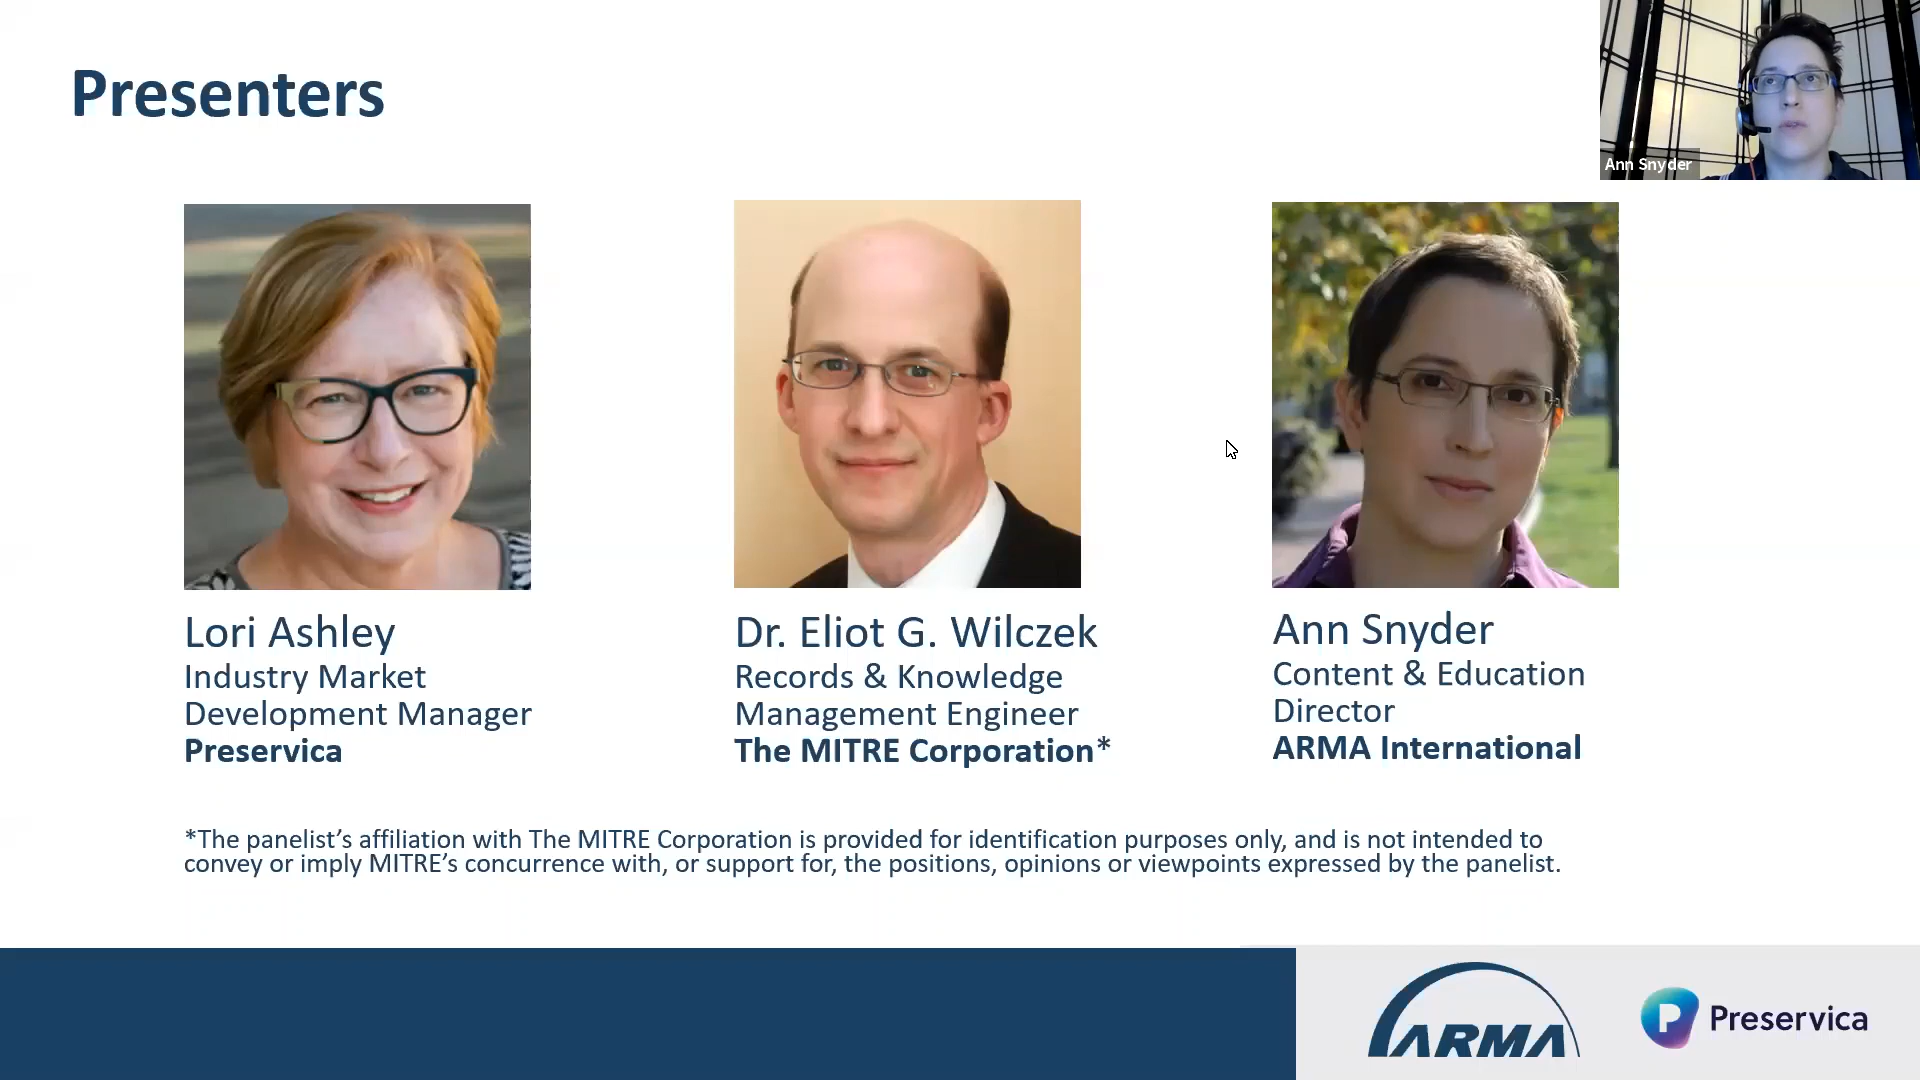 Presenters
Ann Snyder
Lori Ashley
Industry Market
Development Manager
Preservica
Dr. Eliot G. Wilczek
Records & Knowledge
Management Engineer
The MITRE Corporation*
Ann Snyder
Content & Education
Director
ARMA International
*The panelist’s affiliation with The MITRE Corporation is provided for identification purposes only, and is not intended to
convey or imply MITRE’s concurrence with, or support for, the positions, opinions or viewpoints expressed by the panelist.
ARMA
P Preservica